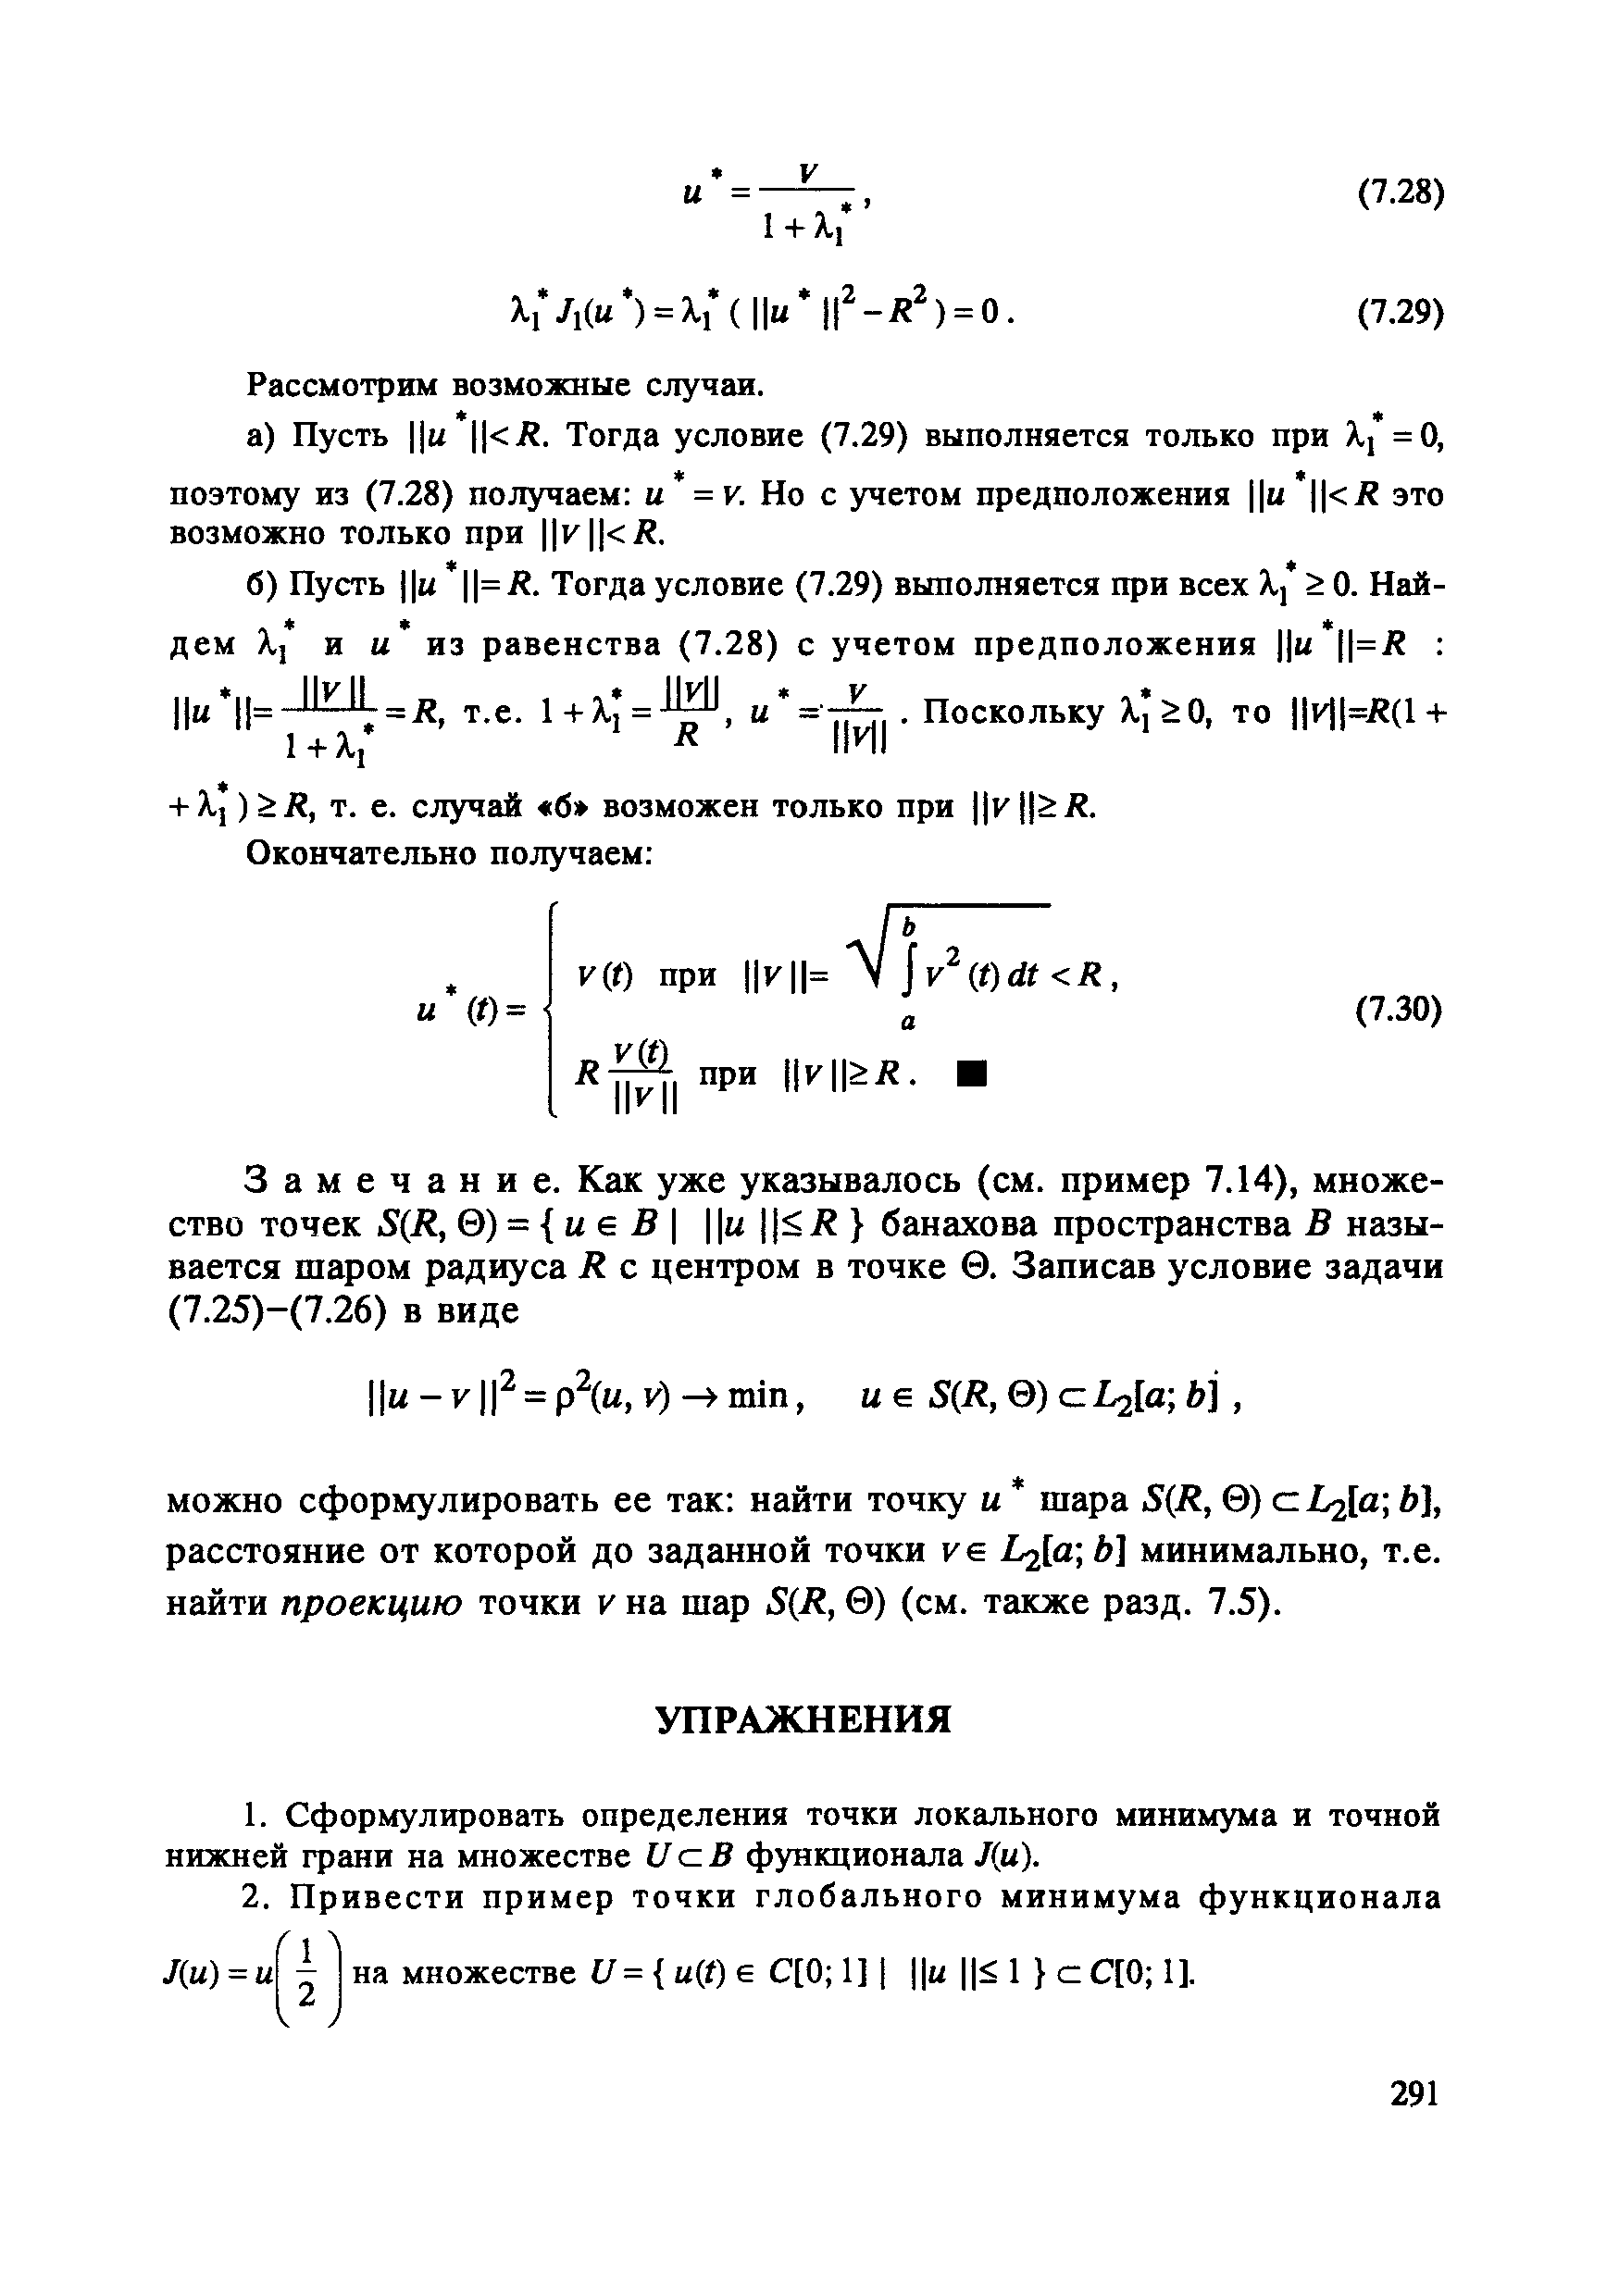 u* = v / (1 + λ₁*), (7.28)
λ₁* J₁(u*) = λ₁* ( ||u*||² - R² ) = 0 . (7.29)
Рассмотрим возможные случаи.
а) Пусть ||u*||< R. Тогда условие (7.29) выполняется только при λ₁* = 0,
поэтому из (7.28) получаем: u* = v. Но с учетом предположения ||u*||< R это
возможно только при ||v||< R.
б) Пусть ||u*||= R. Тогда условие (7.29) выполняется при всех λ₁* ≥ 0. Най-
дем λ₁* и u* из равенства (7.28) с учетом предположения ||u*||= R :
||u*||= ||v|| / (1 + λ₁*) = R, т.е. 1 + λ₁* = ||v|| / R , u* = v / ||v|| . Поскольку λ₁* ≥ 0, то ||v||=R(1 +
+ λ₁* ) ≥ R, т. е. случай «б» возможен только при ||v||≥ R.
Окончательно получаем:
u*(t) = { v(t) при ||v||= √(∫ₐᵇ v²(t) dt) < R ,
R v(t) / ||v|| при ||v||≥ R . ■ (7.30)
З а м е ч а н и е. Как уже указывалось (см. пример 7.14), множе-
ство точек S(R, Θ) = { u ∈ B | ||u ||≤ R } банахова пространства B назы-
вается шаром радиуса R с центром в точке Θ. Записав условие задачи
(7.25)–(7.26) в виде
||u – v||² = ρ²(u, v) → min , u ∈ S(R, Θ) ⊂ L₂[a; b] ,
можно сформулировать ее так: найти точку u* шара S(R, Θ) ⊂ L₂[a; b],
расстояние от которой до заданной точки v ∈ L₂[a; b] минимально, т.е.
найти проекцию точки v на шар S(R, Θ) (см. также разд. 7.5).
УПРАЖНЕНИЯ
1. Сформулировать определения точки локального минимума и точной
нижней грани на множестве U ⊂ B функционала J(u).
2. Привести пример точки глобального минимума функционала
J(u) = u(1/2) на множестве U = { u(t) ∈ C[0; 1] | ||u ||≤ 1 } ⊂ C[0; 1].
291